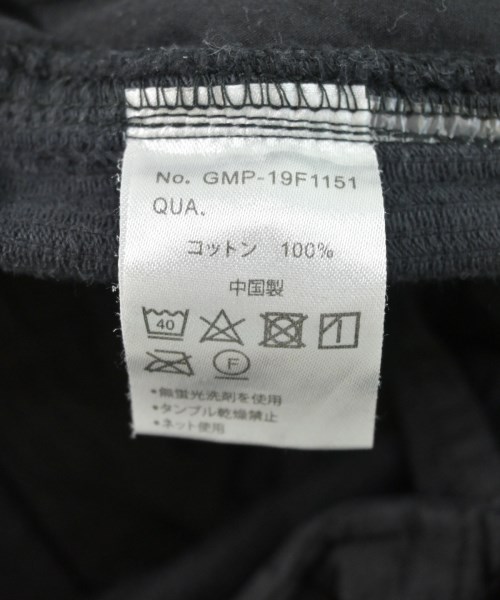 No. GMP-19F1151
QUA.
コットン 100%
中国製
40
F
•無蛍光洗剤を使用
•タンブル乾燥禁止
•ネット使用